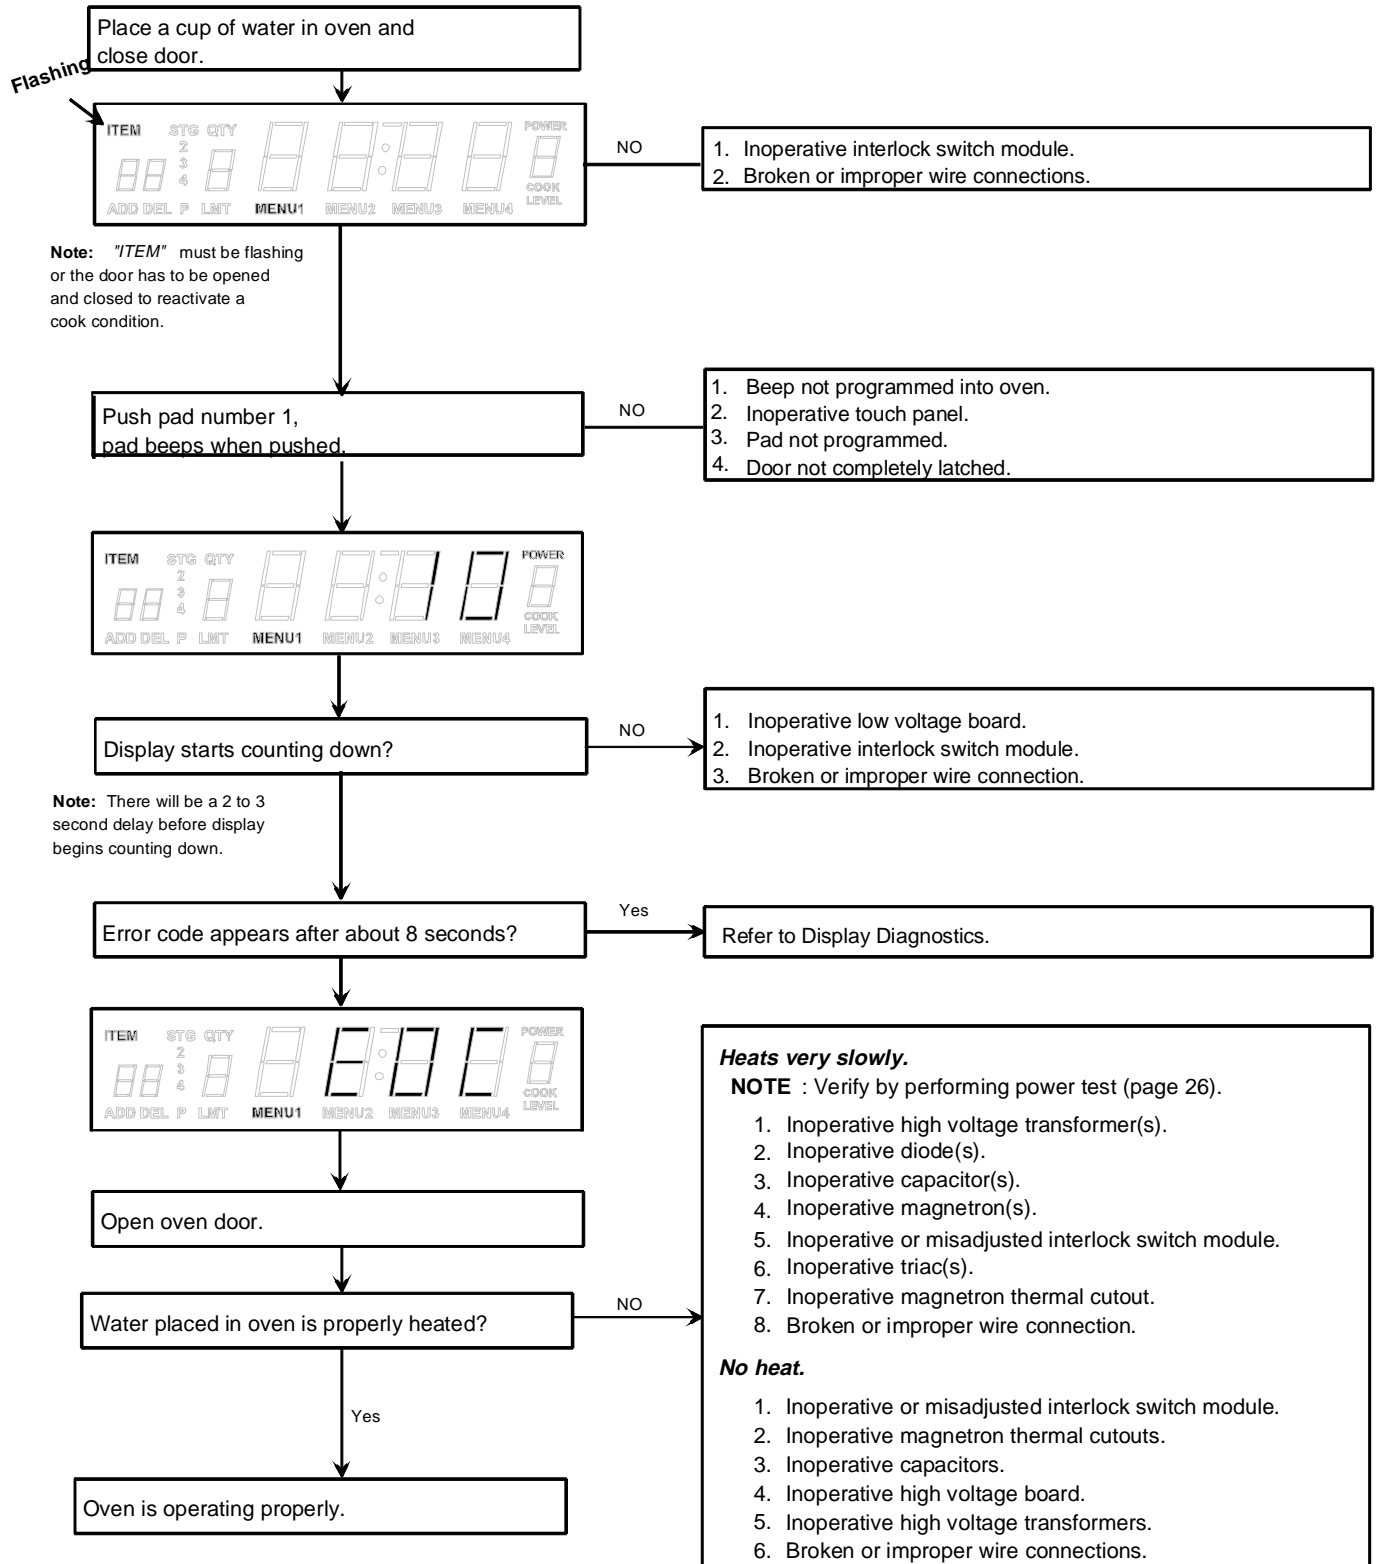 Place a cup of water in oven and
close door.
Flashing
ITEM STG QTY POWER
2
3
4
COOK
LEVEL
ADD DEL P LMT MENU1 MENU2 MENU3 MENU4
NO
1. Inoperative interlock switch module.
2. Broken or improper wire connections.
Note: "ITEM" must be flashing
or the door has to be opened
and closed to reactivate a
cook condition.
Push pad number 1,
pad beeps when pushed.
NO
1. Beep not programmed into oven.
2. Inoperative touch panel.
3. Pad not programmed.
4. Door not completely latched.
ITEM STG QTY POWER
2
3
4
10
COOK
LEVEL
ADD DEL P LMT MENU1 MENU2 MENU3 MENU4
Display starts counting down?
NO
1. Inoperative low voltage board.
2. Inoperative interlock switch module.
3. Broken or improper wire connection.
Note: There will be a 2 to 3
second delay before display
begins counting down.
Error code appears after about 8 seconds?
Yes
Refer to Display Diagnostics.
ITEM STG QTY POWER
2
3
4
EOC
COOK
LEVEL
ADD DEL P LMT MENU1 MENU2 MENU3 MENU4
Open oven door.
Water placed in oven is properly heated?
NO
Heats very slowly.
NOTE : Verify by performing power test (page 26).
1. Inoperative high voltage transformer(s).
2. Inoperative diode(s).
3. Inoperative capacitor(s).
4. Inoperative magnetron(s).
5. Inoperative or misadjusted interlock switch module.
6. Inoperative triac(s).
7. Inoperative magnetron thermal cutout.
8. Broken or improper wire connection.
No heat.
1. Inoperative or misadjusted interlock switch module.
2. Inoperative magnetron thermal cutouts.
3. Inoperative capacitors.
4. Inoperative high voltage board.
5. Inoperative high voltage transformers.
6. Broken or improper wire connections.
Yes
Oven is operating properly.